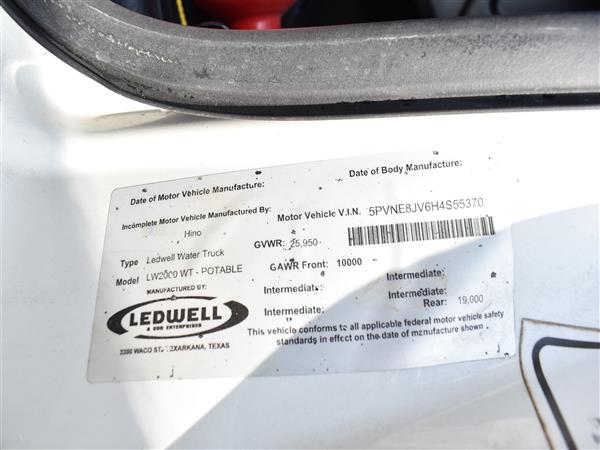 Date of Motor Vehicle Manufacture:
Date of Body Manufacture:
Incomplete Motor Vehicle Manufactured By:
Hino
Motor Vehicle V.I.N. 5PVNE8JV6H4S55370
GVWR: 25,950
Type Ledwell Water Truck
Model LW2000 WT - POTABLE
GAWR Front: 10000
Intermediate:
Intermediate:
Intermediate:
Intermediate:
Rear: 19,000
MANUFACTURED BY:
LEDWELL
& SON ENTERPRISES
3300 WACO ST. TEXARKANA, TEXAS
This vehicle conforms to all applicable federal motor vehicle safety
standards in effect on the date of manufacture shown